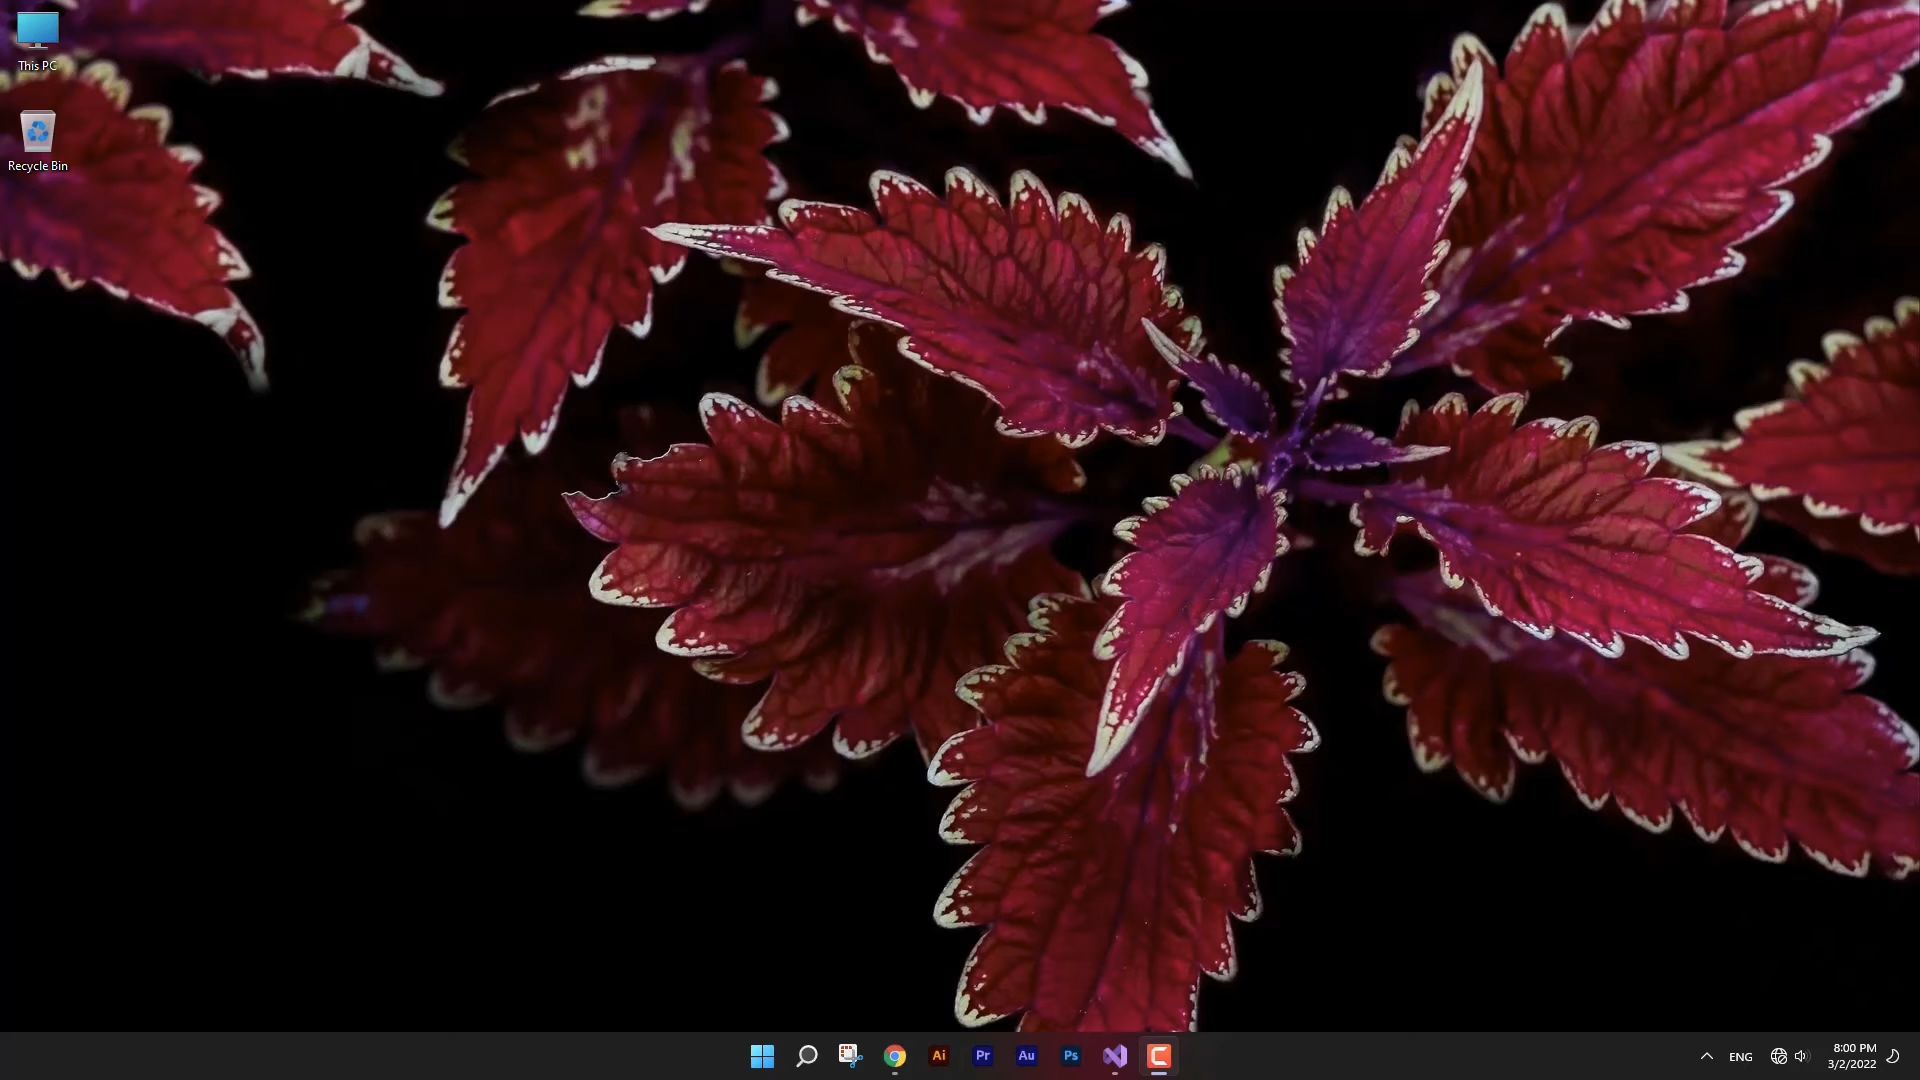 This PC
Recycle Bin
Ai
Pr
Au
Ps
ENG
8:00 PM
3/2/2022